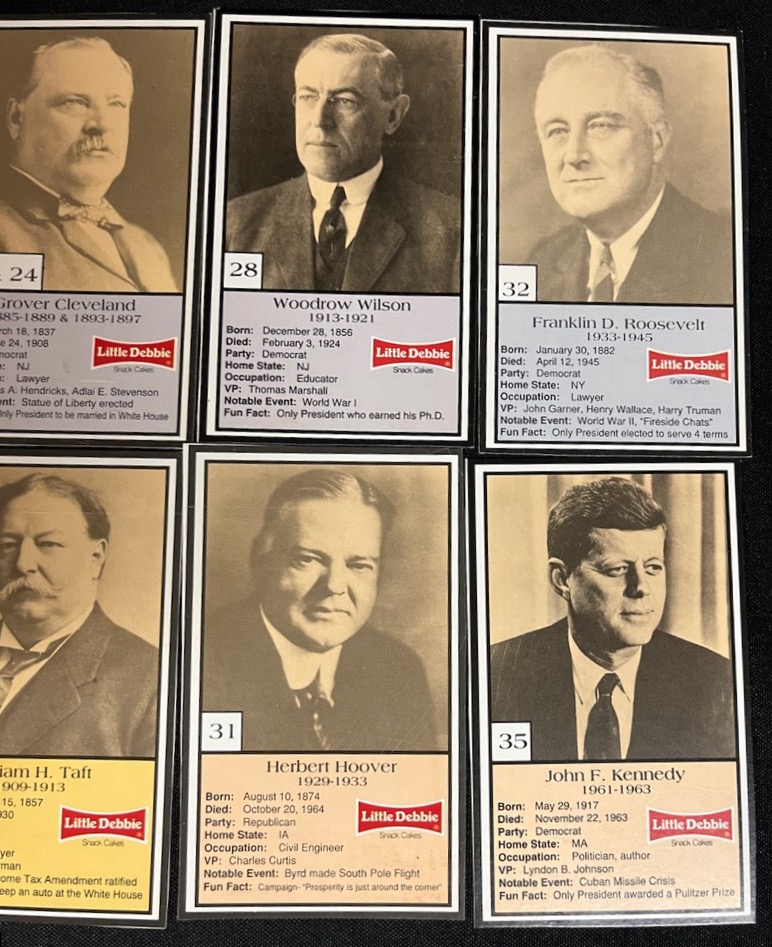 & 24
Grover Cleveland
1885-1889 & 1893-1897
March 18, 1837
June 24, 1908
Democrat
NJ
Lawyer
s A. Hendricks, Adlai E. Stevenson
ent: Statue of Liberty erected
Only President to be married in White House
Little Debbie
Snack Cakes
28
Woodrow Wilson
1913-1921
Born: December 28, 1856
Died: February 3, 1924
Party: Democrat
Home State: NJ
Occupation: Educator
VP: Thomas Marshall
Notable Event: World War I
Fun Fact: Only President who earned his Ph.D.
Little Debbie
Snack Cakes
32
Franklin D. Roosevelt
1933-1945
Born: January 30, 1882
Died: April 12, 1945
Party: Democrat
Home State: NY
Occupation: Lawyer
VP: John Garner, Henry Wallace, Harry Truman
Notable Event: World War II, "Fireside Chats"
Fun Fact: Only President elected to serve 4 terms
Little Debbie
Snack Cakes
iam H. Taft
1909-1913
15, 1857
930
yer
rman
ome Tax Amendment ratified
eep an auto at the White House
Little Debbie
Snack Cakes
31
Herbert Hoover
1929-1933
Born: August 10, 1874
Died: October 20, 1964
Party: Republican
Home State: IA
Occupation: Civil Engineer
VP: Charles Curtis
Notable Event: Byrd made South Pole Flight
Fun Fact: Campaign- "Prosperity is just around the corner"
Little Debbie
Snack Cakes
35
John F. Kennedy
1961-1963
Born: May 29, 1917
Died: November 22, 1963
Party: Democrat
Home State: MA
Occupation: Politician, author
VP: Lyndon B. Johnson
Notable Event: Cuban Missile Crisis
Fun Fact: Only President awarded a Pulitzer Prize
Little Debbie
Snack Cakes